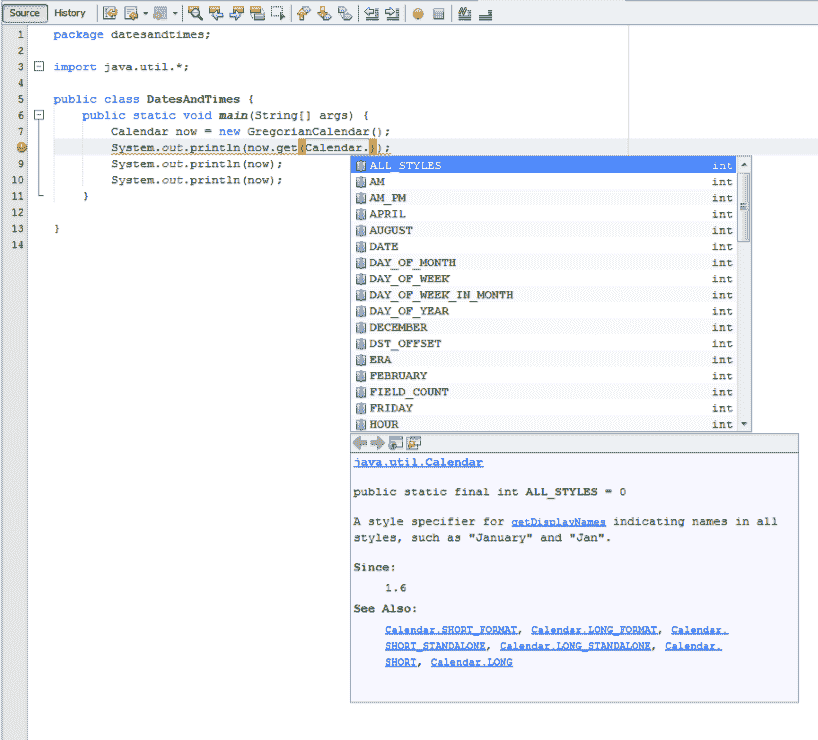 Source History
1 package datesandtimes;
2
3 import java.util.*;
4
5 public class DatesAndTimes {
6 public static void main(String[] args) {
7 Calendar now = new GregorianCalendar();
System.out.println(now.get(Calendar.));
9 System.out.println(now);
10 System.out.println(now);
11 }
12
13 }
14
ALL_STYLES int
AM int
AM_PM int
APRIL int
AUGUST int
DATE int
DAY_OF_MONTH int
DAY_OF_WEEK int
DAY_OF_WEEK_IN_MONTH int
DAY_OF_YEAR int
DECEMBER int
DST_OFFSET int
ERA int
FEBRUARY int
FIELD_COUNT int
FRIDAY int
HOUR int
java.util.Calendar
public static final int ALL_STYLES = 0
A style specifier for getDisplayNames indicating names in all
styles, such as "January" and "Jan".
Since:
1.6
See Also:
Calendar.SHORT_FORMAT, Calendar.LONG_FORMAT, Calendar.
SHORT_STANDALONE, Calendar.LONG_STANDALONE, Calendar.
SHORT, Calendar.LONG